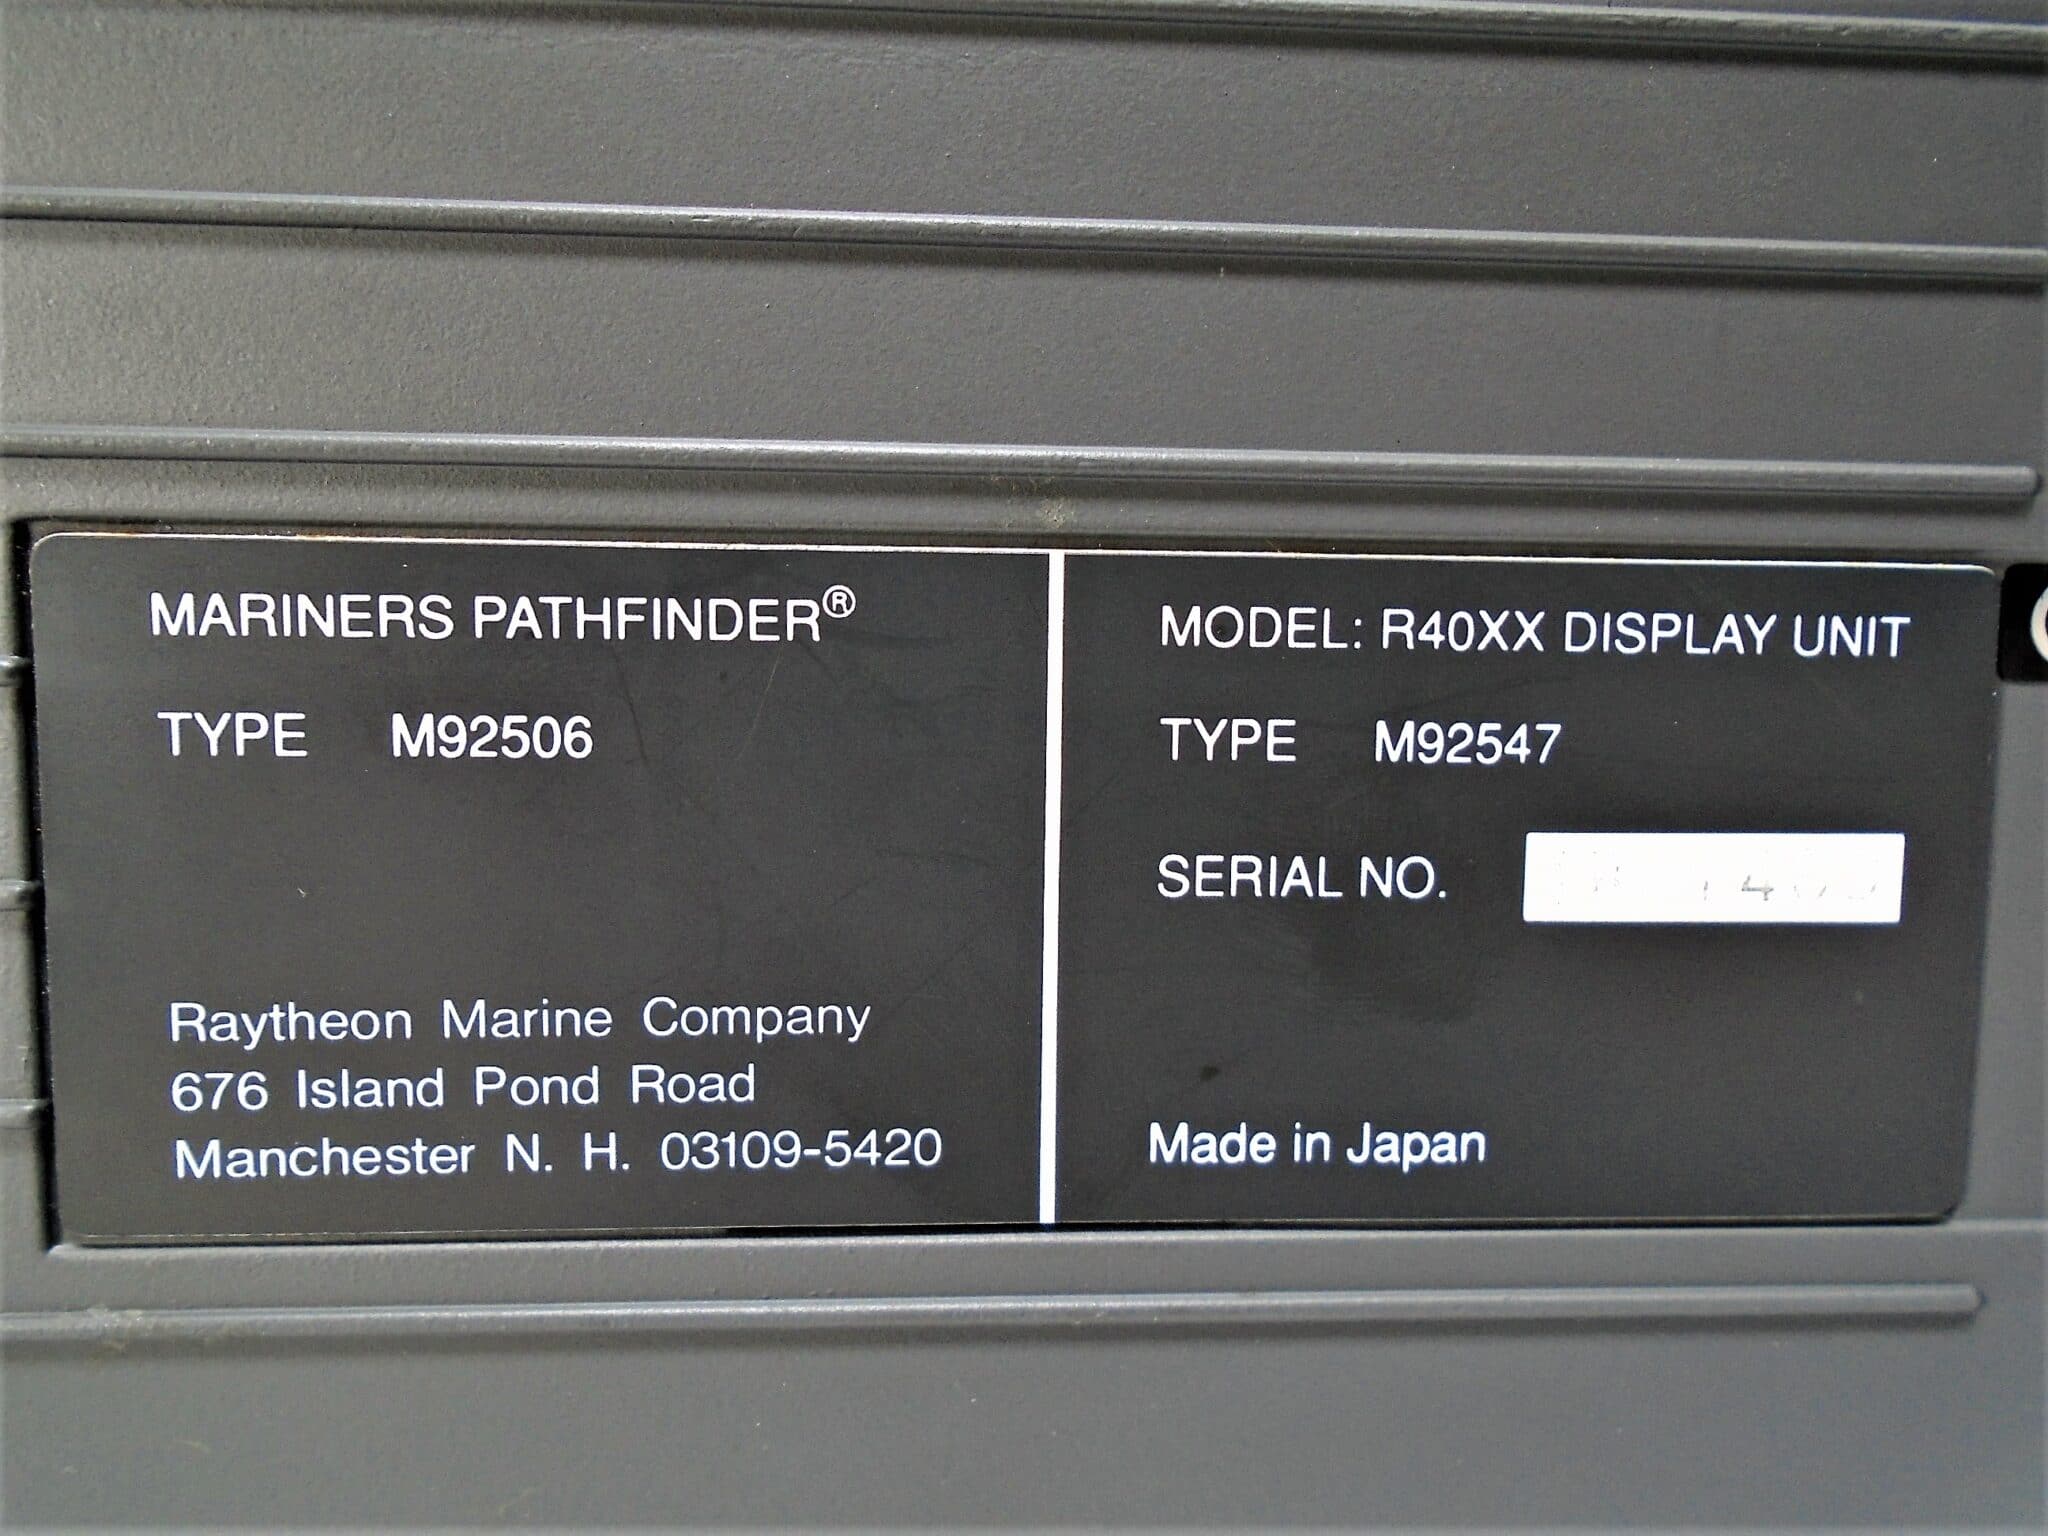 MARINERS PATHFINDER®
TYPE M92506
Raytheon Marine Company
676 Island Pond Road
Manchester N. H. 03109-5420
MODEL: R40XX DISPLAY UNIT
TYPE M92547
SERIAL NO.
Made in Japan